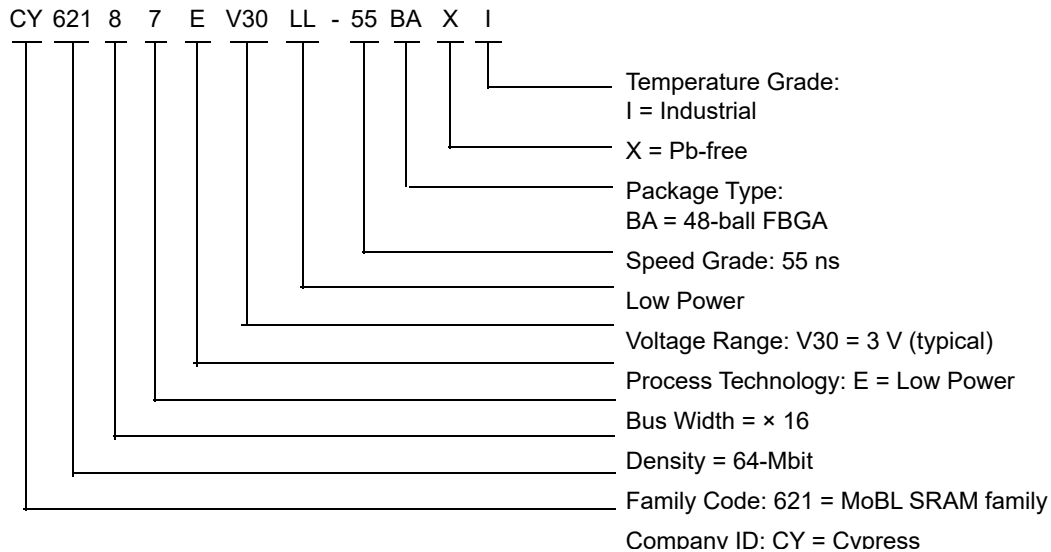 CY 621 8 7 E V30 LL - 55 BA X I
Temperature Grade:
I = Industrial
X = Pb-free
Package Type:
BA = 48-ball FBGA
Speed Grade: 55 ns
Low Power
Voltage Range: V30 = 3 V (typical)
Process Technology: E = Low Power
Bus Width = × 16
Density = 64-Mbit
Family Code: 621 = MoBL SRAM family
Company ID: CY = Cypress